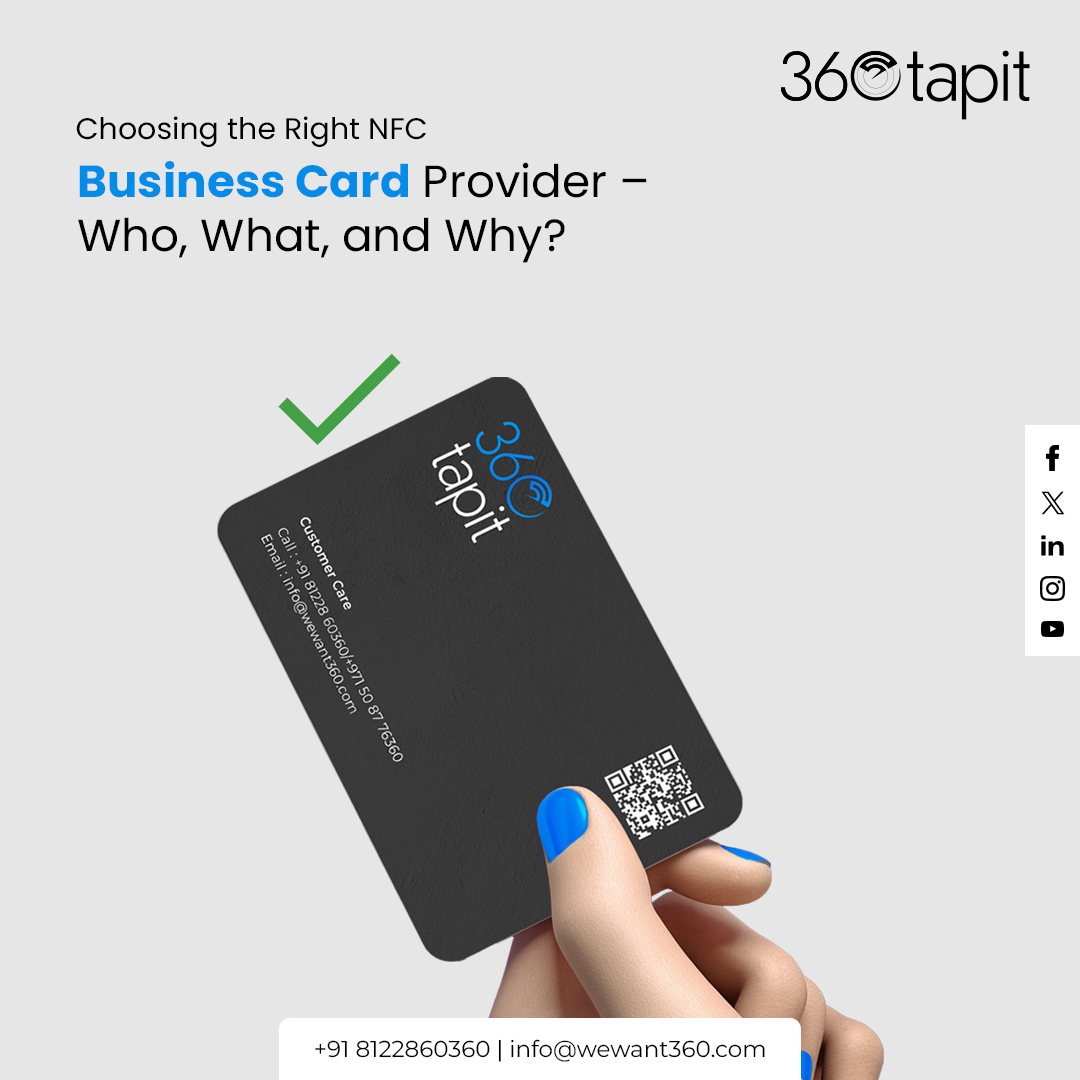 360tapit
Choosing the Right NFC
Business Card Provider –
Who, What, and Why?
360
tapit
Customer Care
Call : +91 81228 60360/+971 50 87 76360
Email : info@wewant360.com
+91 8122860360 | info@wewant360.com